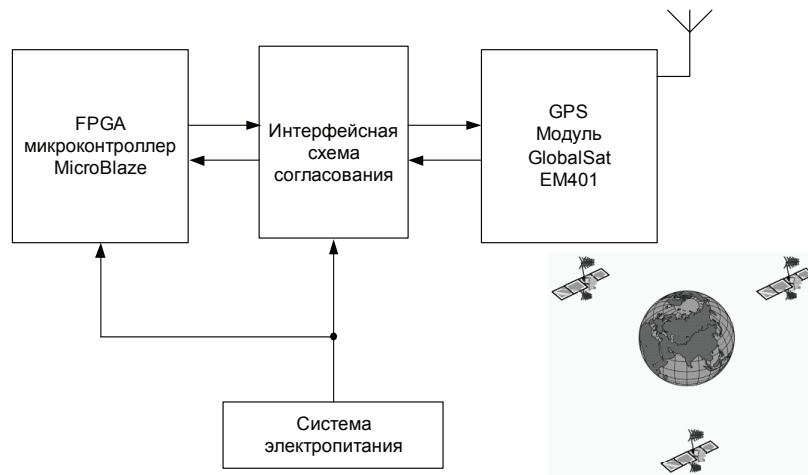 FPGA
микроконтроллер
MicroBlaze
Интерфейсная
схема
согласования
GPS
Модуль
GlobalSat
EM401
Система
электропитания